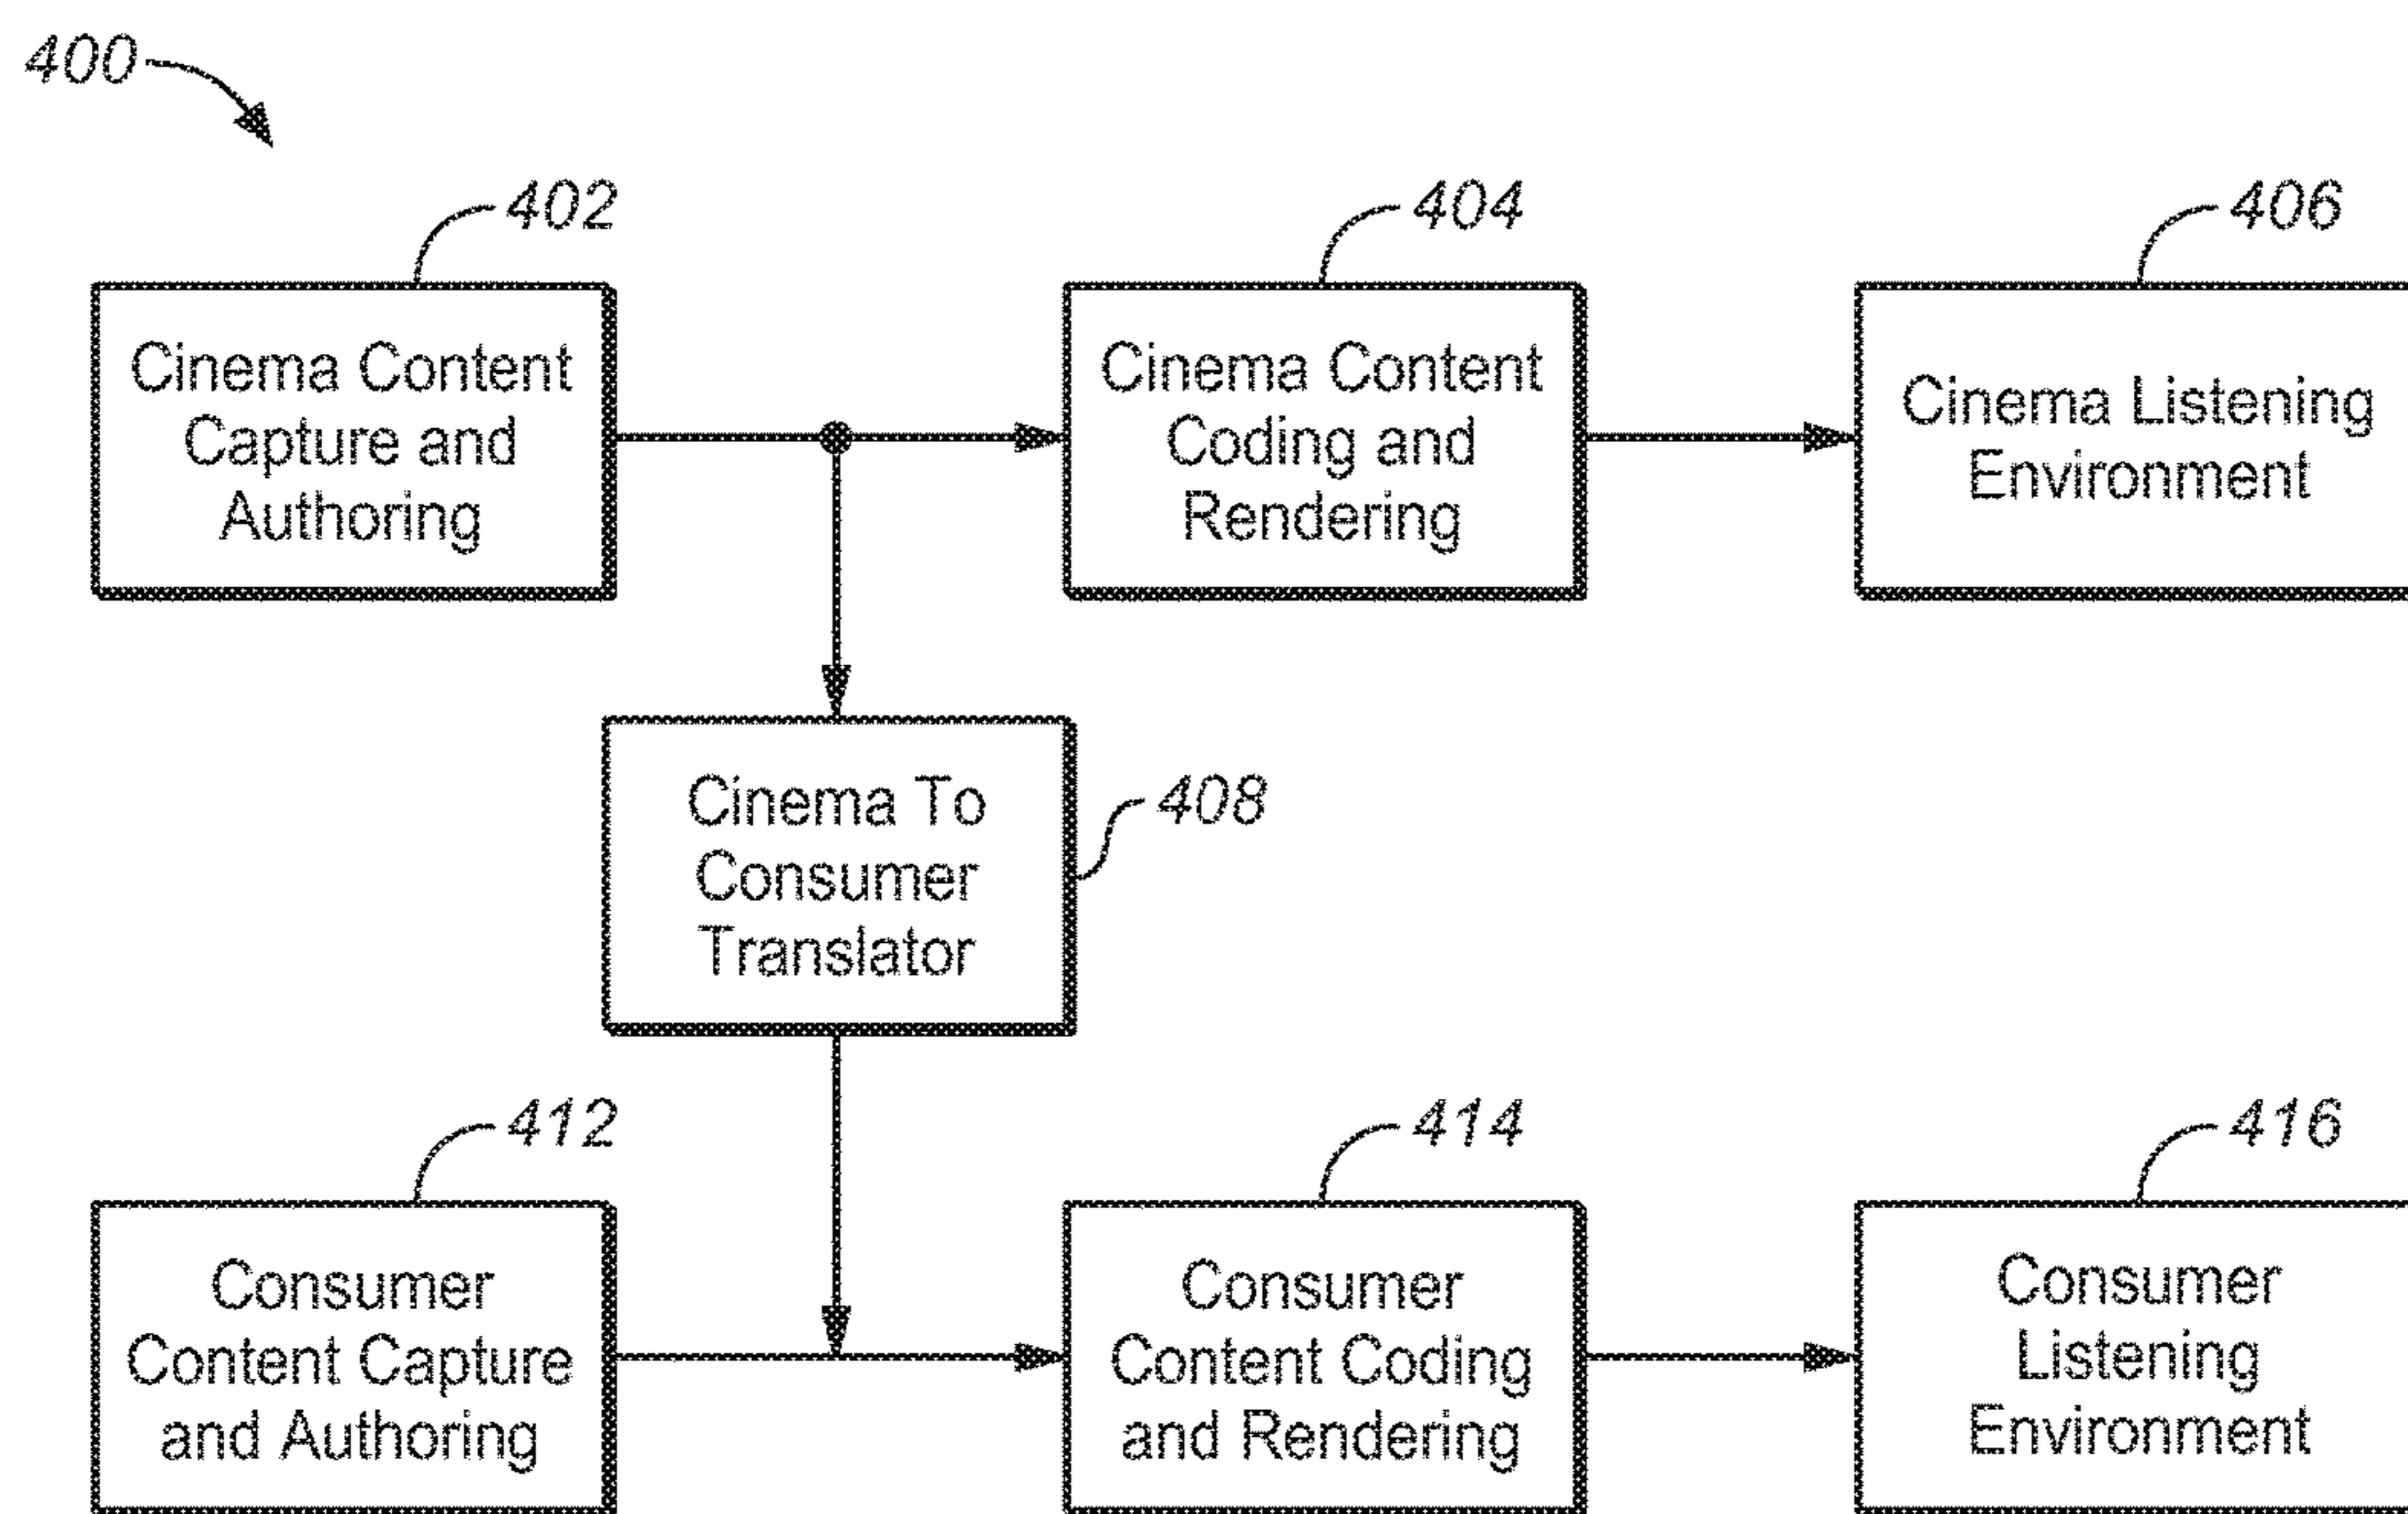 400
402
Cinema Content
Capture and
Authoring
404
Cinema Content
Coding and
Rendering
406
Cinema Listening
Environment
Cinema To
Consumer
Translator
408
412
Consumer
Content Capture
and Authoring
414
Consumer
Content Coding
and Rendering
416
Consumer
Listening
Environment